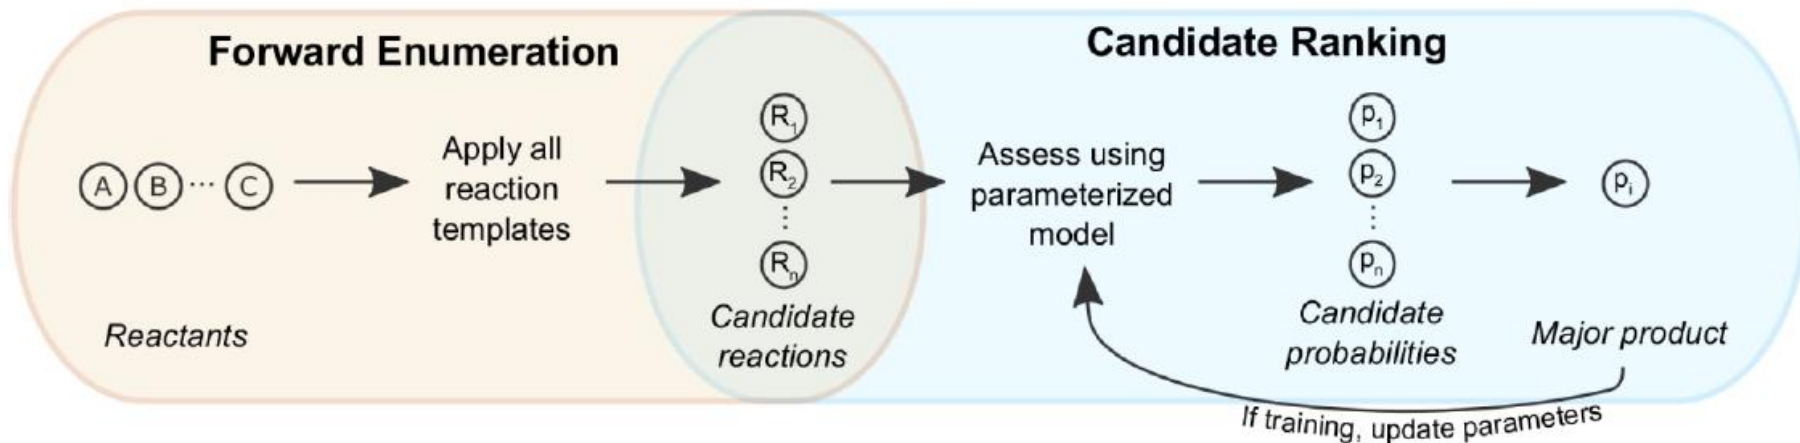 Forward Enumeration
A B ... C
Apply all
reaction
templates
Reactants
R1
R2
⋮
Rn
Candidate
reactions
Candidate Ranking
Assess using
parameterized
model
p1
p2
⋮
pn
Candidate
probabilities
pi
Major product
If training, update parameters